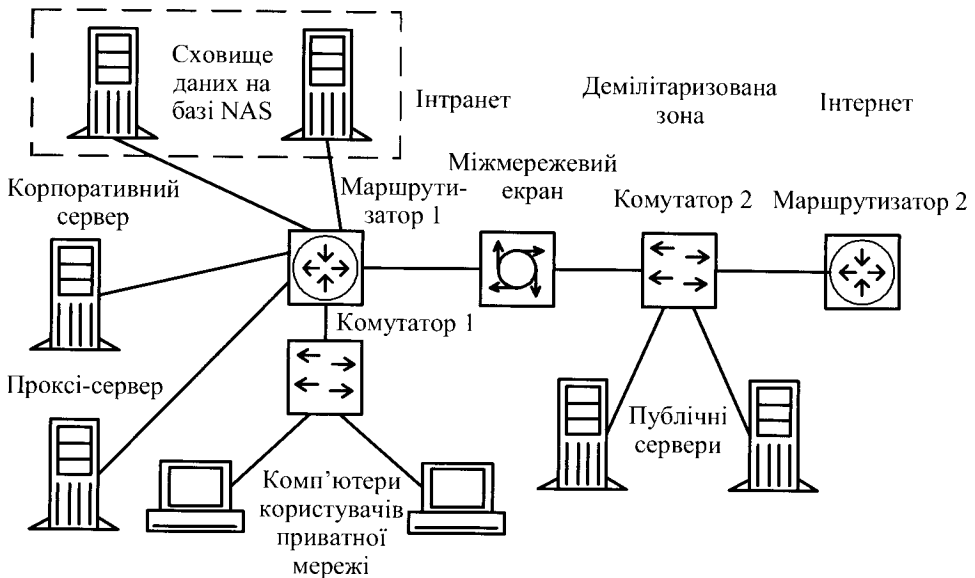 Сховище
даних на
базі NAS
Інтранет
Демілітаризована
зона
Інтернет
Корпоративний
сервер
Маршрути-
затор 1
Міжмережевий
екран
Комутатор 2
Маршрутизатор 2
Комутатор 1
Проксі-сервер
Публічні
сервери
Комп’ютери
користувачів
приватної
мережі